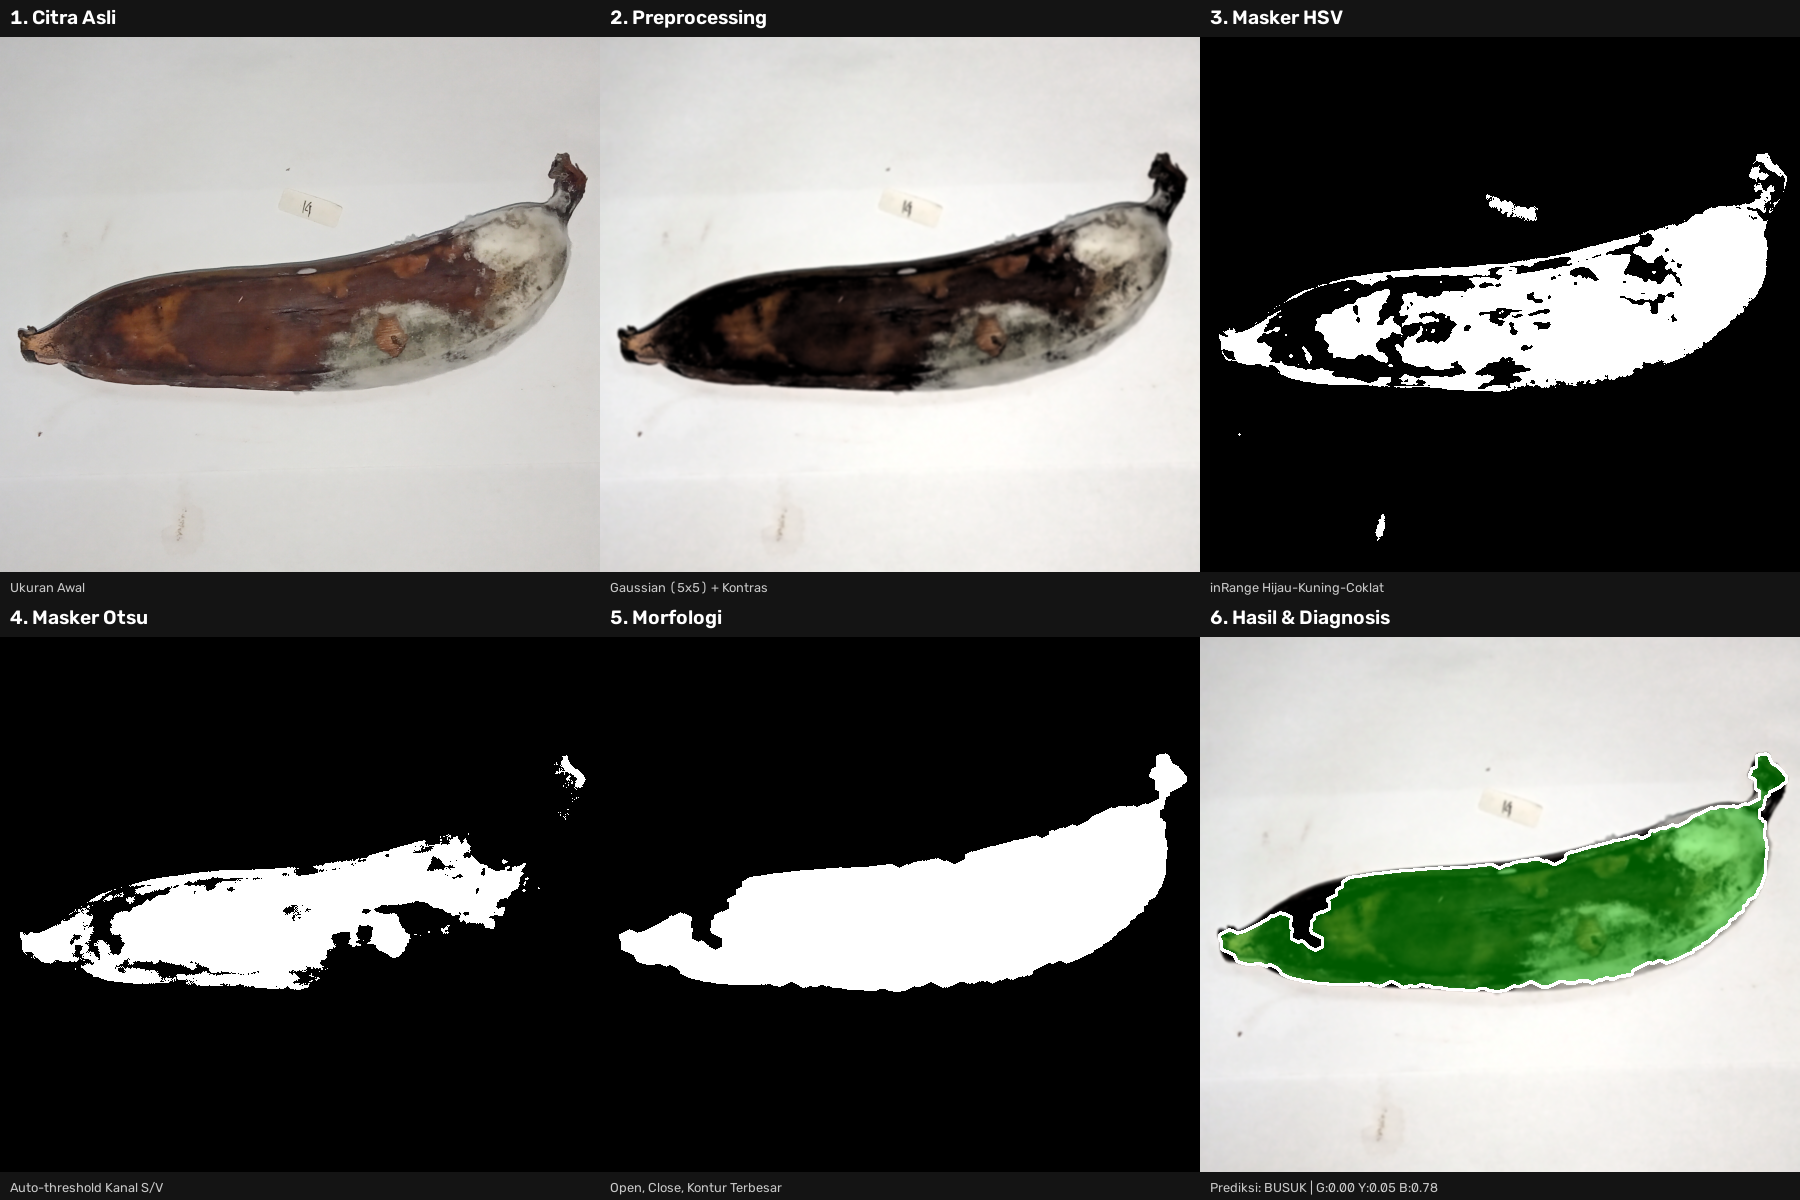 1. Citra Asli
2. Preprocessing
3. Masker HSV
Ukuran Awal
Gaussian (5x5) + Kontras
inRange Hijau-Kuning-Coklat
4. Masker Otsu
5. Morfologi
6. Hasil & Diagnosis
Auto-threshold Kanal S/V
Open, Close, Kontur Terbesar
Prediksi: BUSUK | G:0.00 Y:0.05 B:0.78